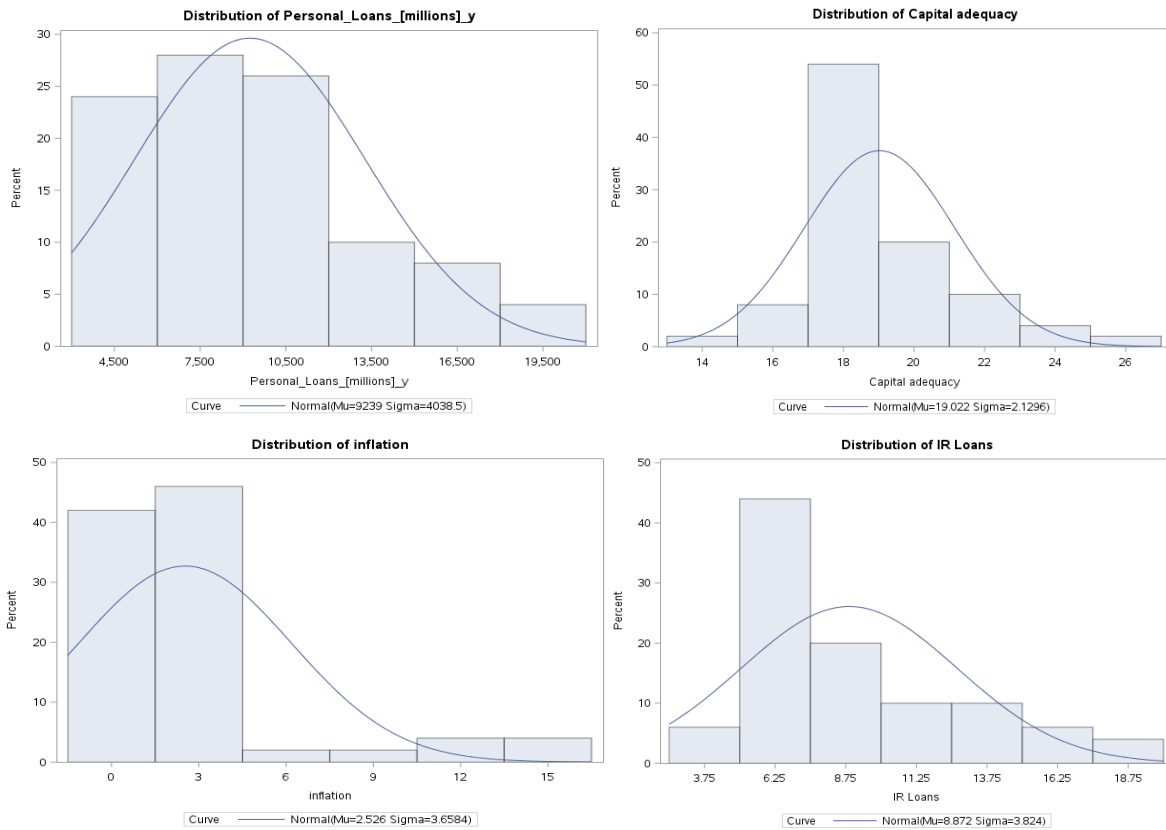 Distribution of Personal_Loans_[millions]_y
30
25
20
15
10
5
0
Percent
4,500 7,500 10,500 13,500 16,500 19,500
Personal_Loans_[millions]_y
Curve Normal(Mu=9239 Sigma=4038.5)
Distribution of Capital adequacy
60
50
40
30
20
10
0
Percent
14 16 18 20 22 24 26
Capital adequacy
Curve Normal(Mu=19.022 Sigma=2.1296)
Distribution of inflation
50
40
30
20
10
0
Percent
0 3 6 9 12 15
inflation
Curve Normal(Mu=2.526 Sigma=3.6584)
Distribution of IR Loans
50
40
30
20
10
0
Percent
3.75 6.25 8.75 11.25 13.75 16.25 18.75
IR Loans
Curve Normal(Mu=8.872 Sigma=3.824)